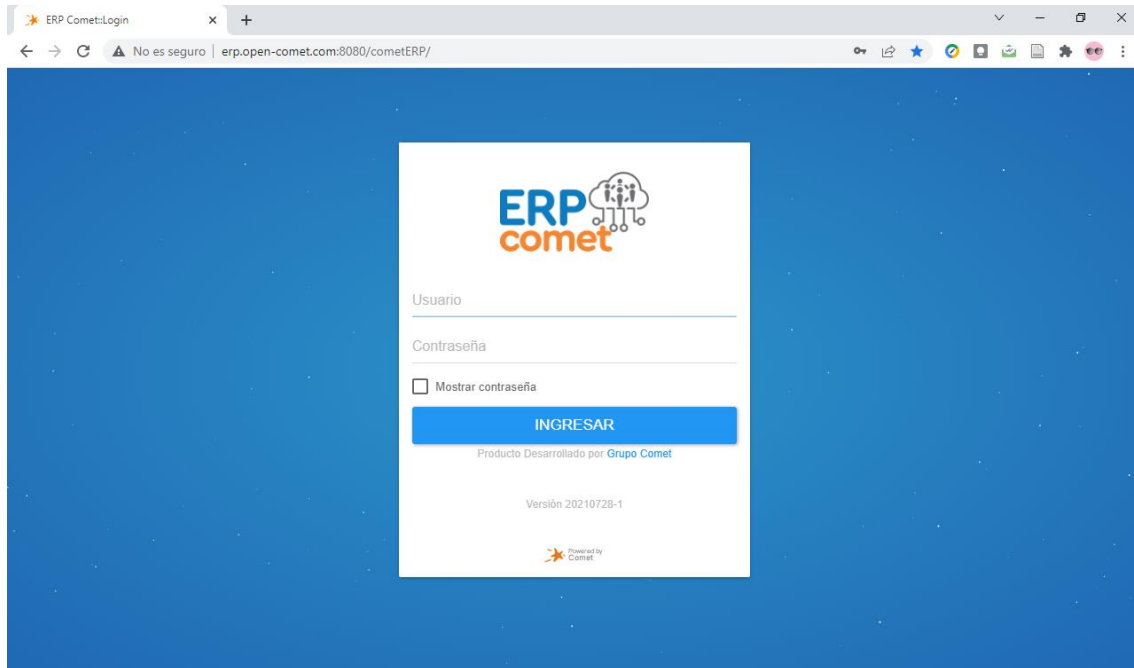 ERP Comet::Login
No es seguro | erp.open-comet.com:8080/cometERP/
ERP
comet
Usuario
Contraseña
Mostrar contraseña
INGRESAR
Producto Desarrollado por Grupo Comet
Versión 20210728-1
Powered by
Comet